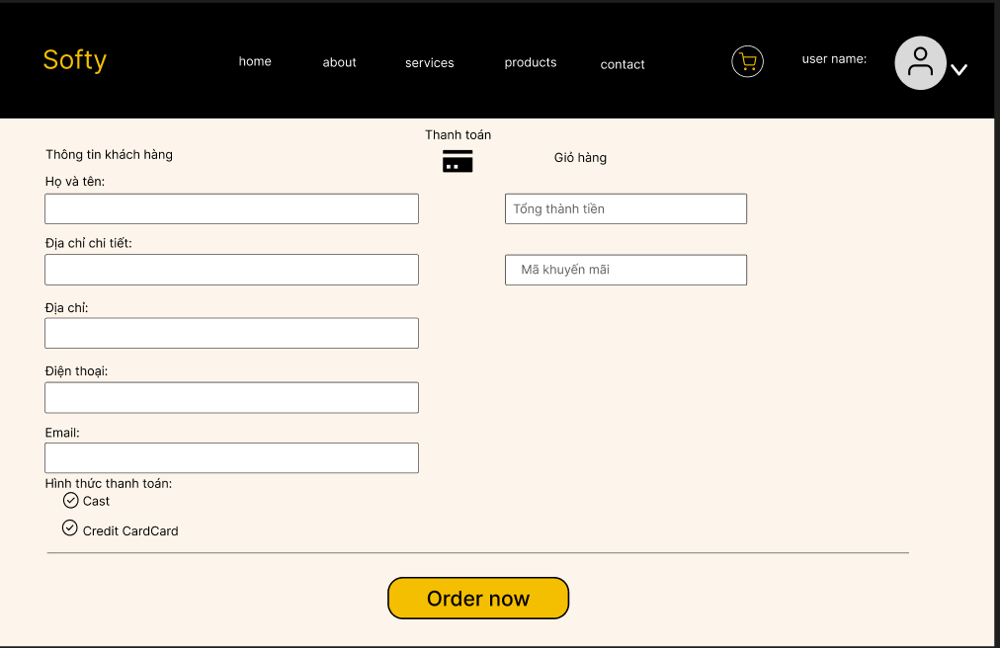 Softy
home
about
services
products
contact
user name:
Thanh toán
Thông tin khách hàng
Giỏ hàng
Họ và tên:
Tổng thành tiền
Địa chỉ chi tiết:
Mã khuyến mãi
Địa chỉ:
Điện thoại:
Email:
Hình thức thanh toán:
Cast
Credit CardCard
Order now